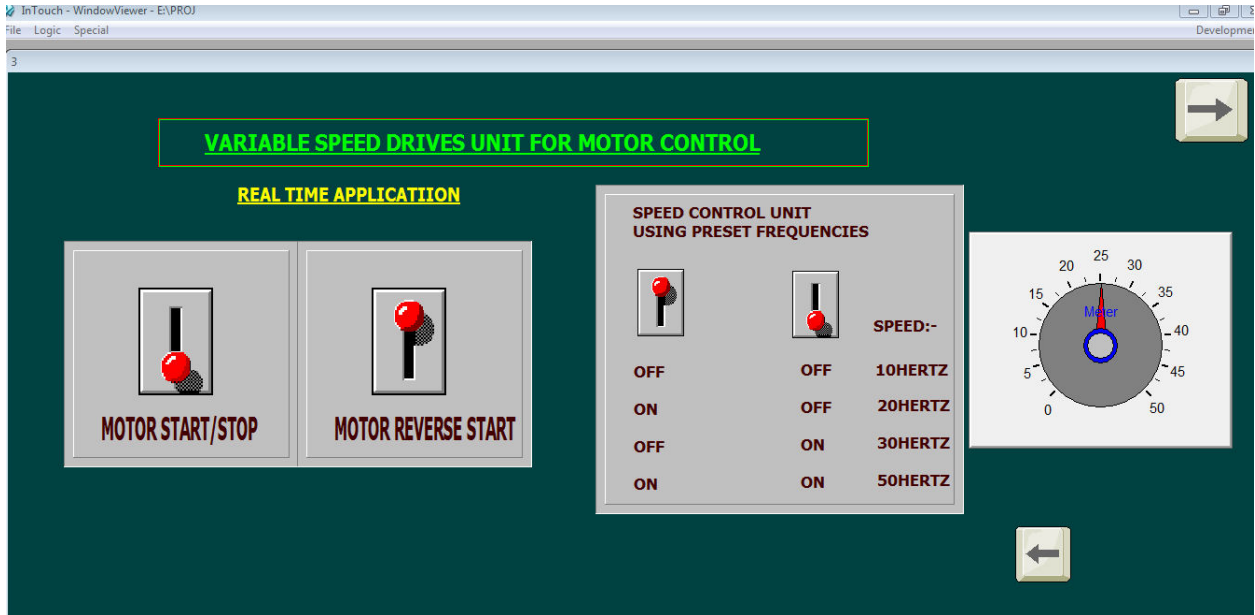 InTouch - WindowViewer - E:\PROJ
File Logic Special
3
VARIABLE SPEED DRIVES UNIT FOR MOTOR CONTROL
REAL TIME APPLICATIION
MOTOR START/STOP
MOTOR REVERSE START
SPEED CONTROL UNIT
USING PRESET FREQUENCIES
SPEED:-
OFF OFF 10HERTZ
ON OFF 20HERTZ
OFF ON 30HERTZ
ON ON 50HERTZ
0
5
10
15
20
25
30
35
40
45
50
Meter